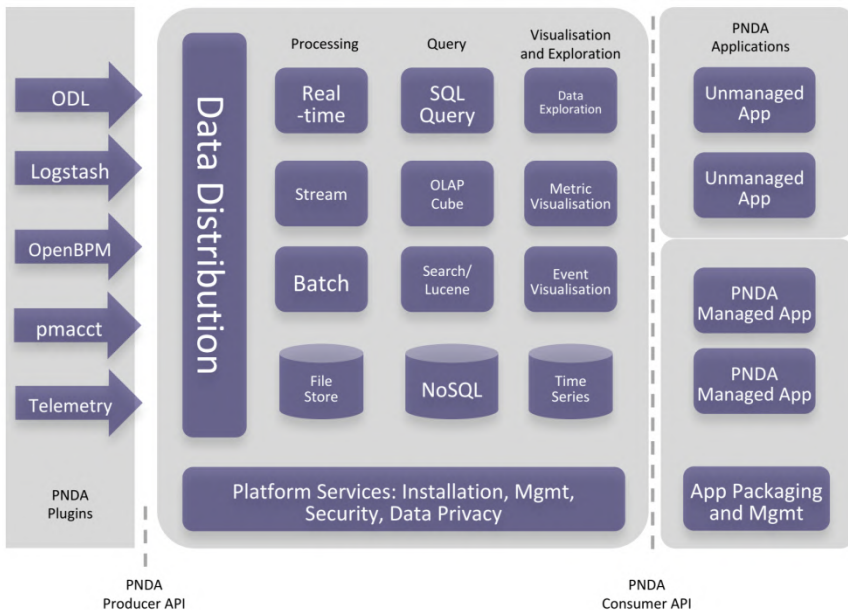 ODL
Logstash
OpenBPM
pmacct
Telemetry
PNDA
Plugins
PNDA
Producer API
Data Distribution
Processing
Real
-time
Stream
Batch
File
Store
Query
SQL
Query
OLAP
Cube
Search/
Lucene
NoSQL
Visualisation
and Exploration
Data
Exploration
Metric
Visualisation
Event
Visualisation
Time
Series
Platform Services: Installation, Mgmt,
Security, Data Privacy
PNDA
Consumer API
PNDA
Applications
Unmanaged
App
Unmanaged
App
PNDA
Managed App
PNDA
Managed App
App Packaging
and Mgmt